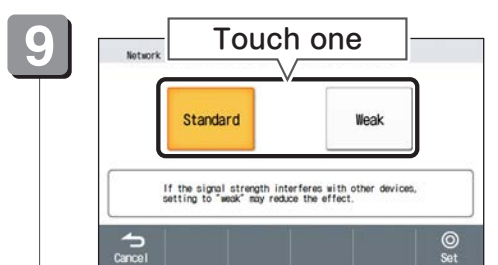 9
Network
Touch one
Standard
Weak
If the signal strength interferes with other devices,
setting to "weak" may reduce the effect.
Cancel
Set